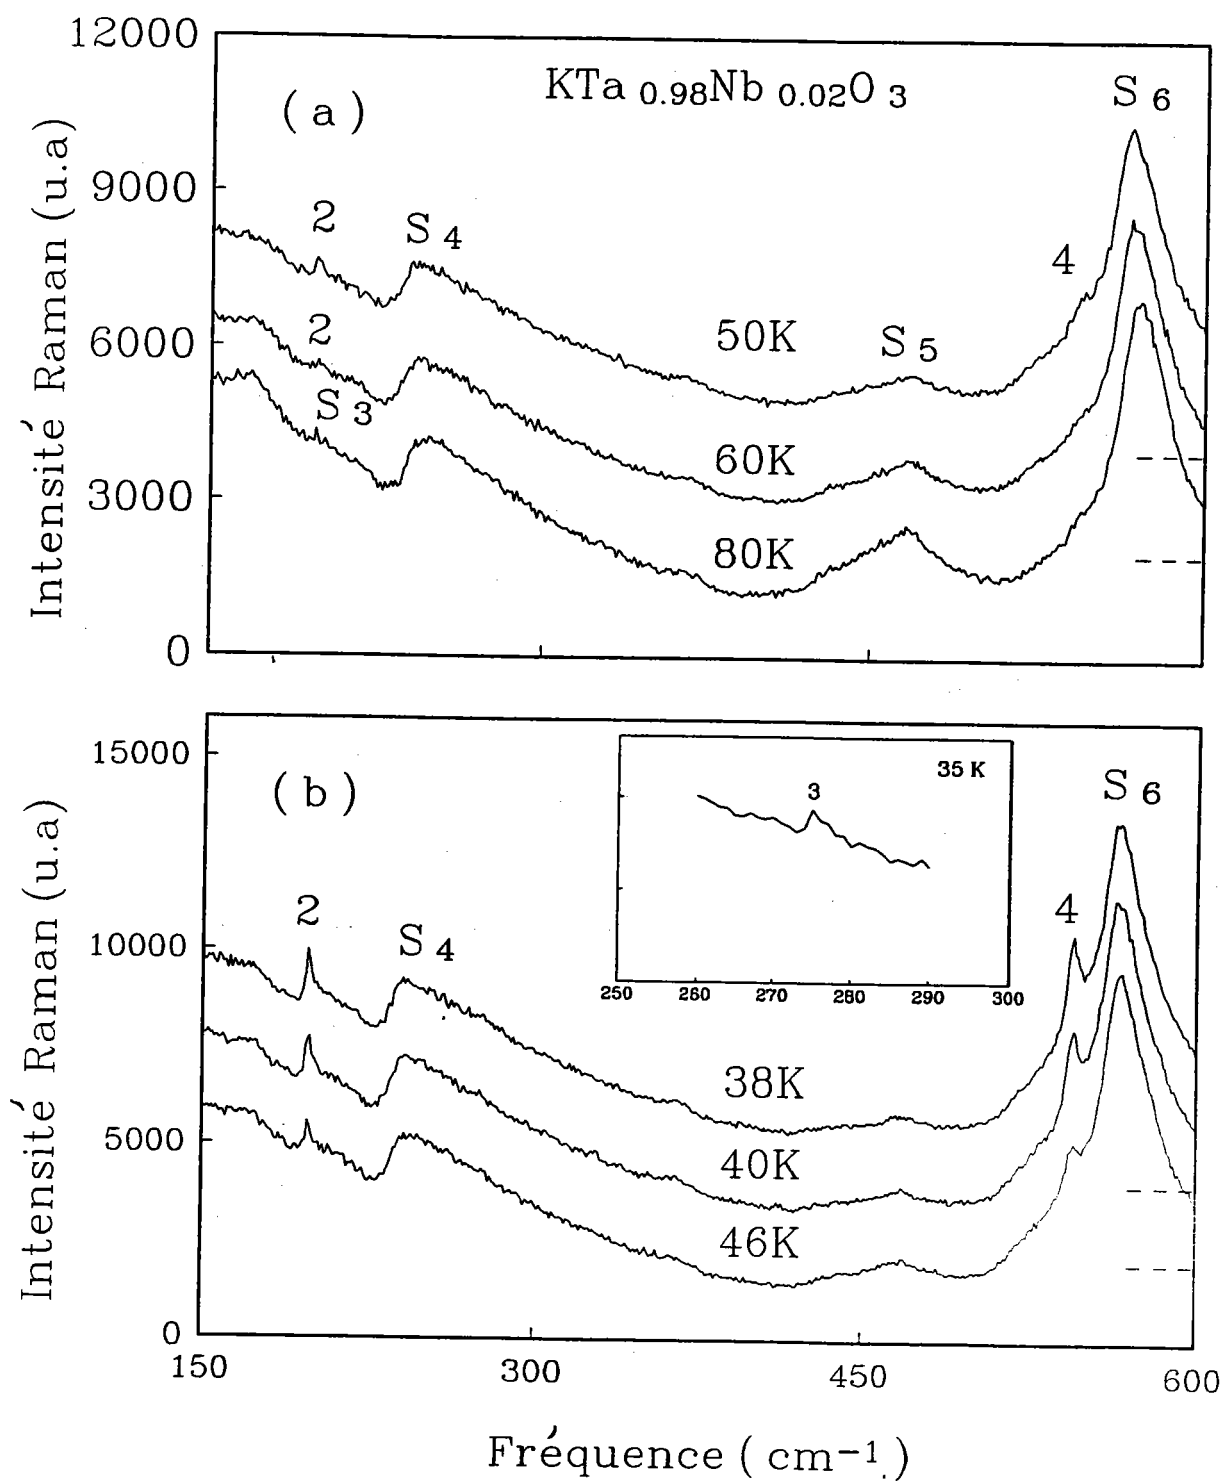 12000
KTa 0.98Nb 0.02O 3
(a)
S 6
9000
2
S 4
4
6000
50K
S 5
2
S 3
60K
3000
80K
0
Intensité Raman (u.a)
15000
(b)
35 K
3
S 6
2
S 4
4
10000
250 260 270 280 290 300
38K
5000
40K
46K
0
150 300 450 600
Intensité Raman (u.a)
Fréquence (cm-1)